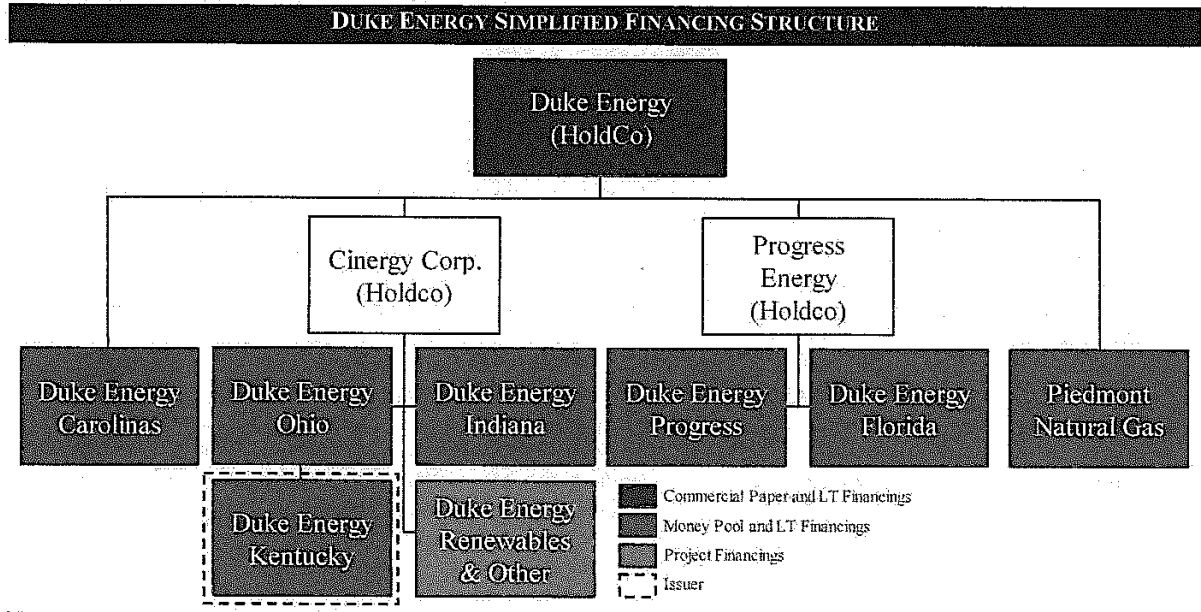 DUKE ENERGY SIMPLIFIED FINANCING STRUCTURE
Duke Energy
(HoldCo)
Cinergy Corp.
(Holdco)
Progress
Energy
(Holdco)
Duke Energy
Carolinas
Duke Energy
Ohio
Duke Energy
Indiana
Duke Energy
Progress
Duke Energy
Florida
Piedmont
Natural Gas
Duke Energy
Kentucky
Duke Energy
Renewables
& Other
Commercial Paper and LT Financings
Money Pool and LT Financings
Project Financings
Issuer